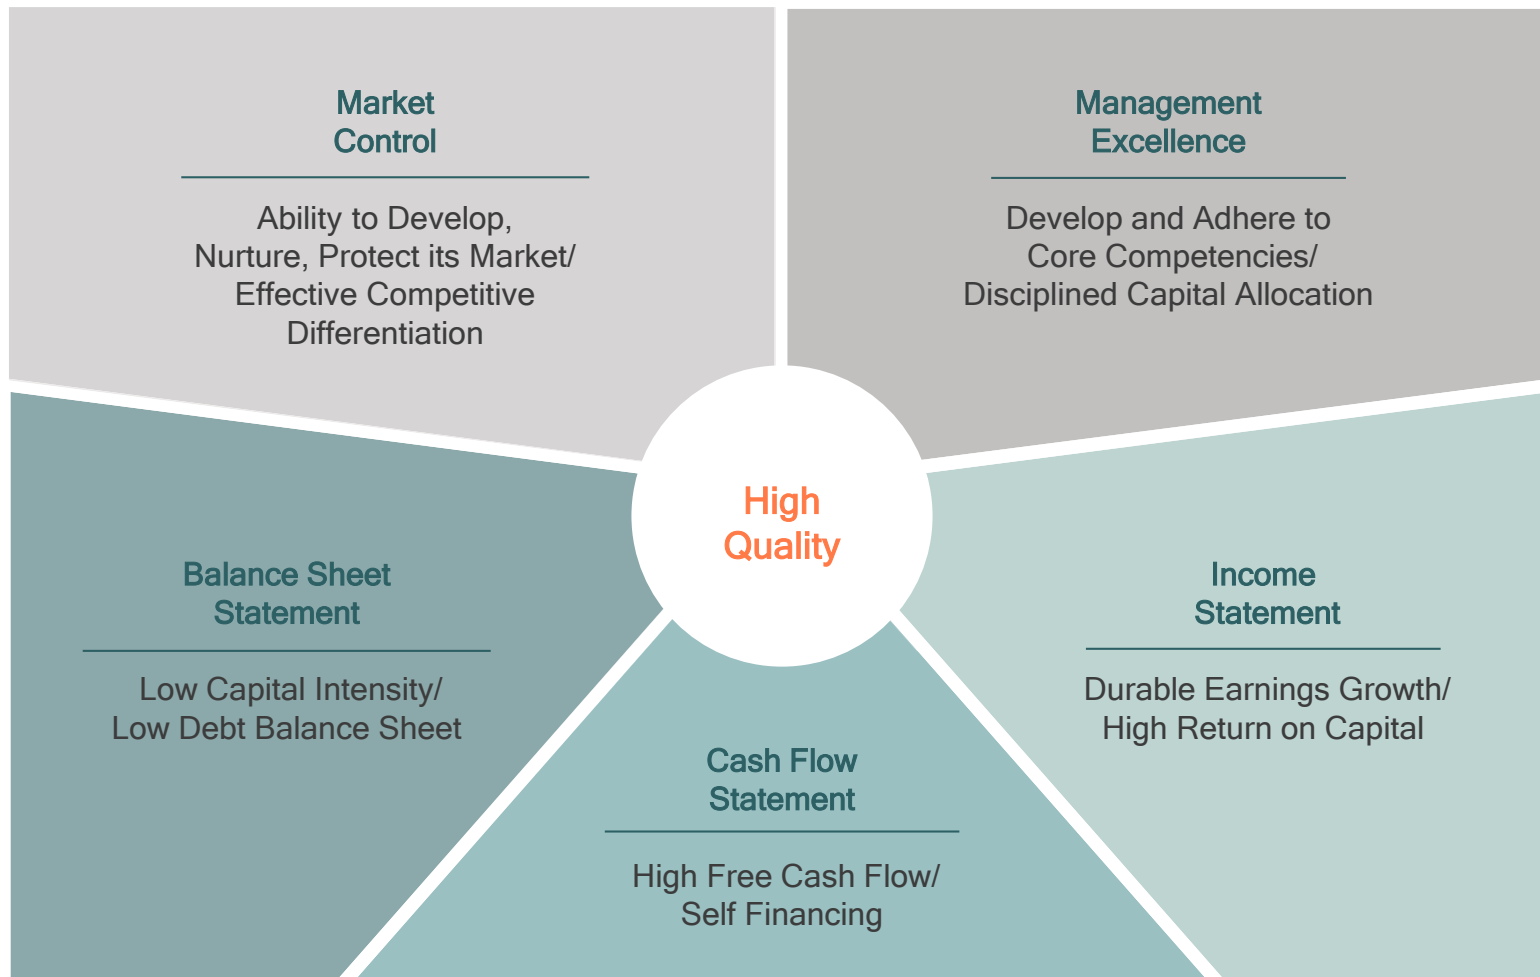 Market
Control
Ability to Develop,
Nurture, Protect its Market/
Effective Competitive
Differentiation
Management
Excellence
Develop and Adhere to
Core Competencies/
Disciplined Capital Allocation
High
Quality
Balance Sheet
Statement
Low Capital Intensity/
Low Debt Balance Sheet
Cash Flow
Statement
High Free Cash Flow/
Self Financing
Income
Statement
Durable Earnings Growth/
High Return on Capital